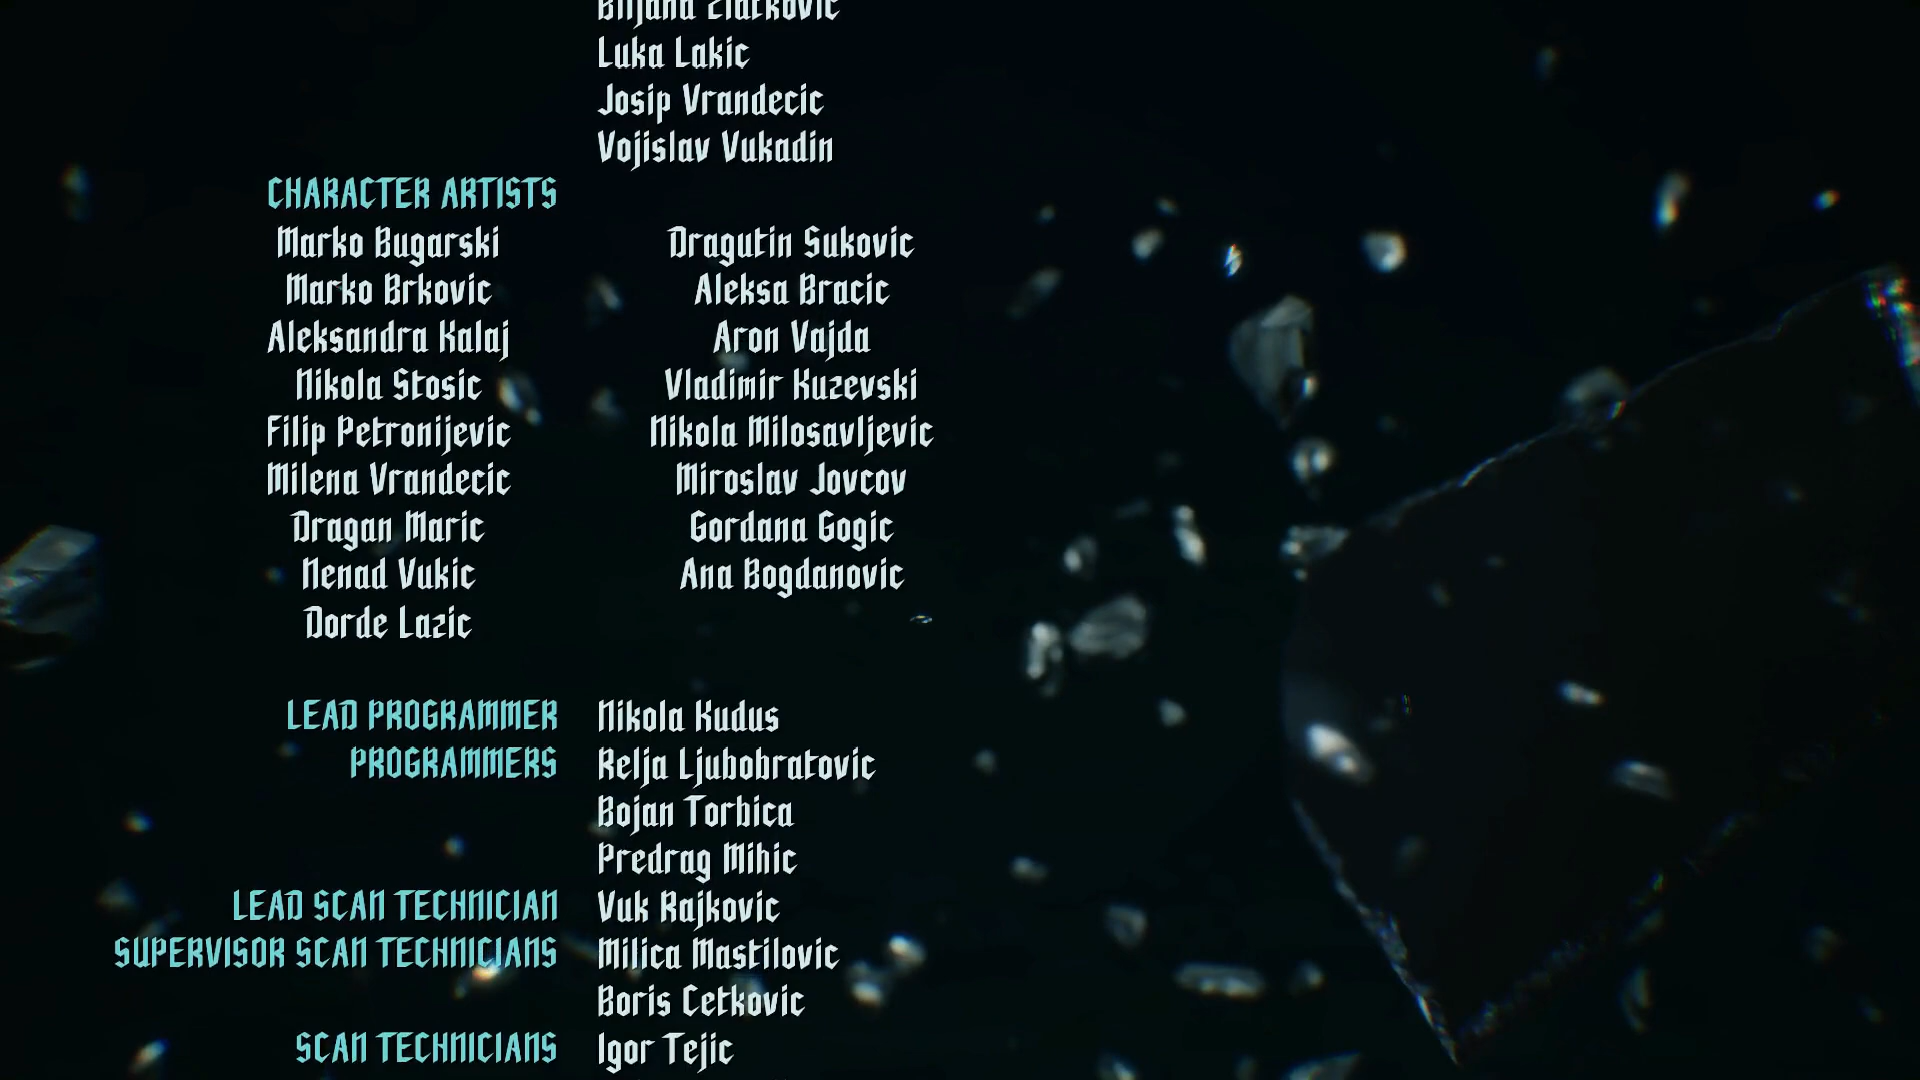 Biljana Zlatkovic
Luka Lakic
Josip Vrandecic
Vojislav Vukadin
CHARACTER ARTISTS
Marko Bugarski Dragutin Sukovic
Marko Brkovic Aleksa Bracic
Aleksandra Kalaj Aron Vajda
Nikola Stosic Vladimir Kuzevski
Filip Petronijevic Nikola Milosavljevic
Milena Vrandecic Miroslav Jovcov
Dragan Maric Gordana Gogic
Nenad Vukic Ana Bogdanovic
Dorde Lazic
LEAD PROGRAMMER Nikola Kudus
PROGRAMMERS Relja Ljubobratovic
Bojan Torbica
Predrag Mihic
LEAD SCAN TECHNICIAN Vuk Rajkovic
SUPERVISOR SCAN TECHNICIANS Milica Mastilovic
Boris Cetkovic
SCAN TECHNICIANS Igor Tejic